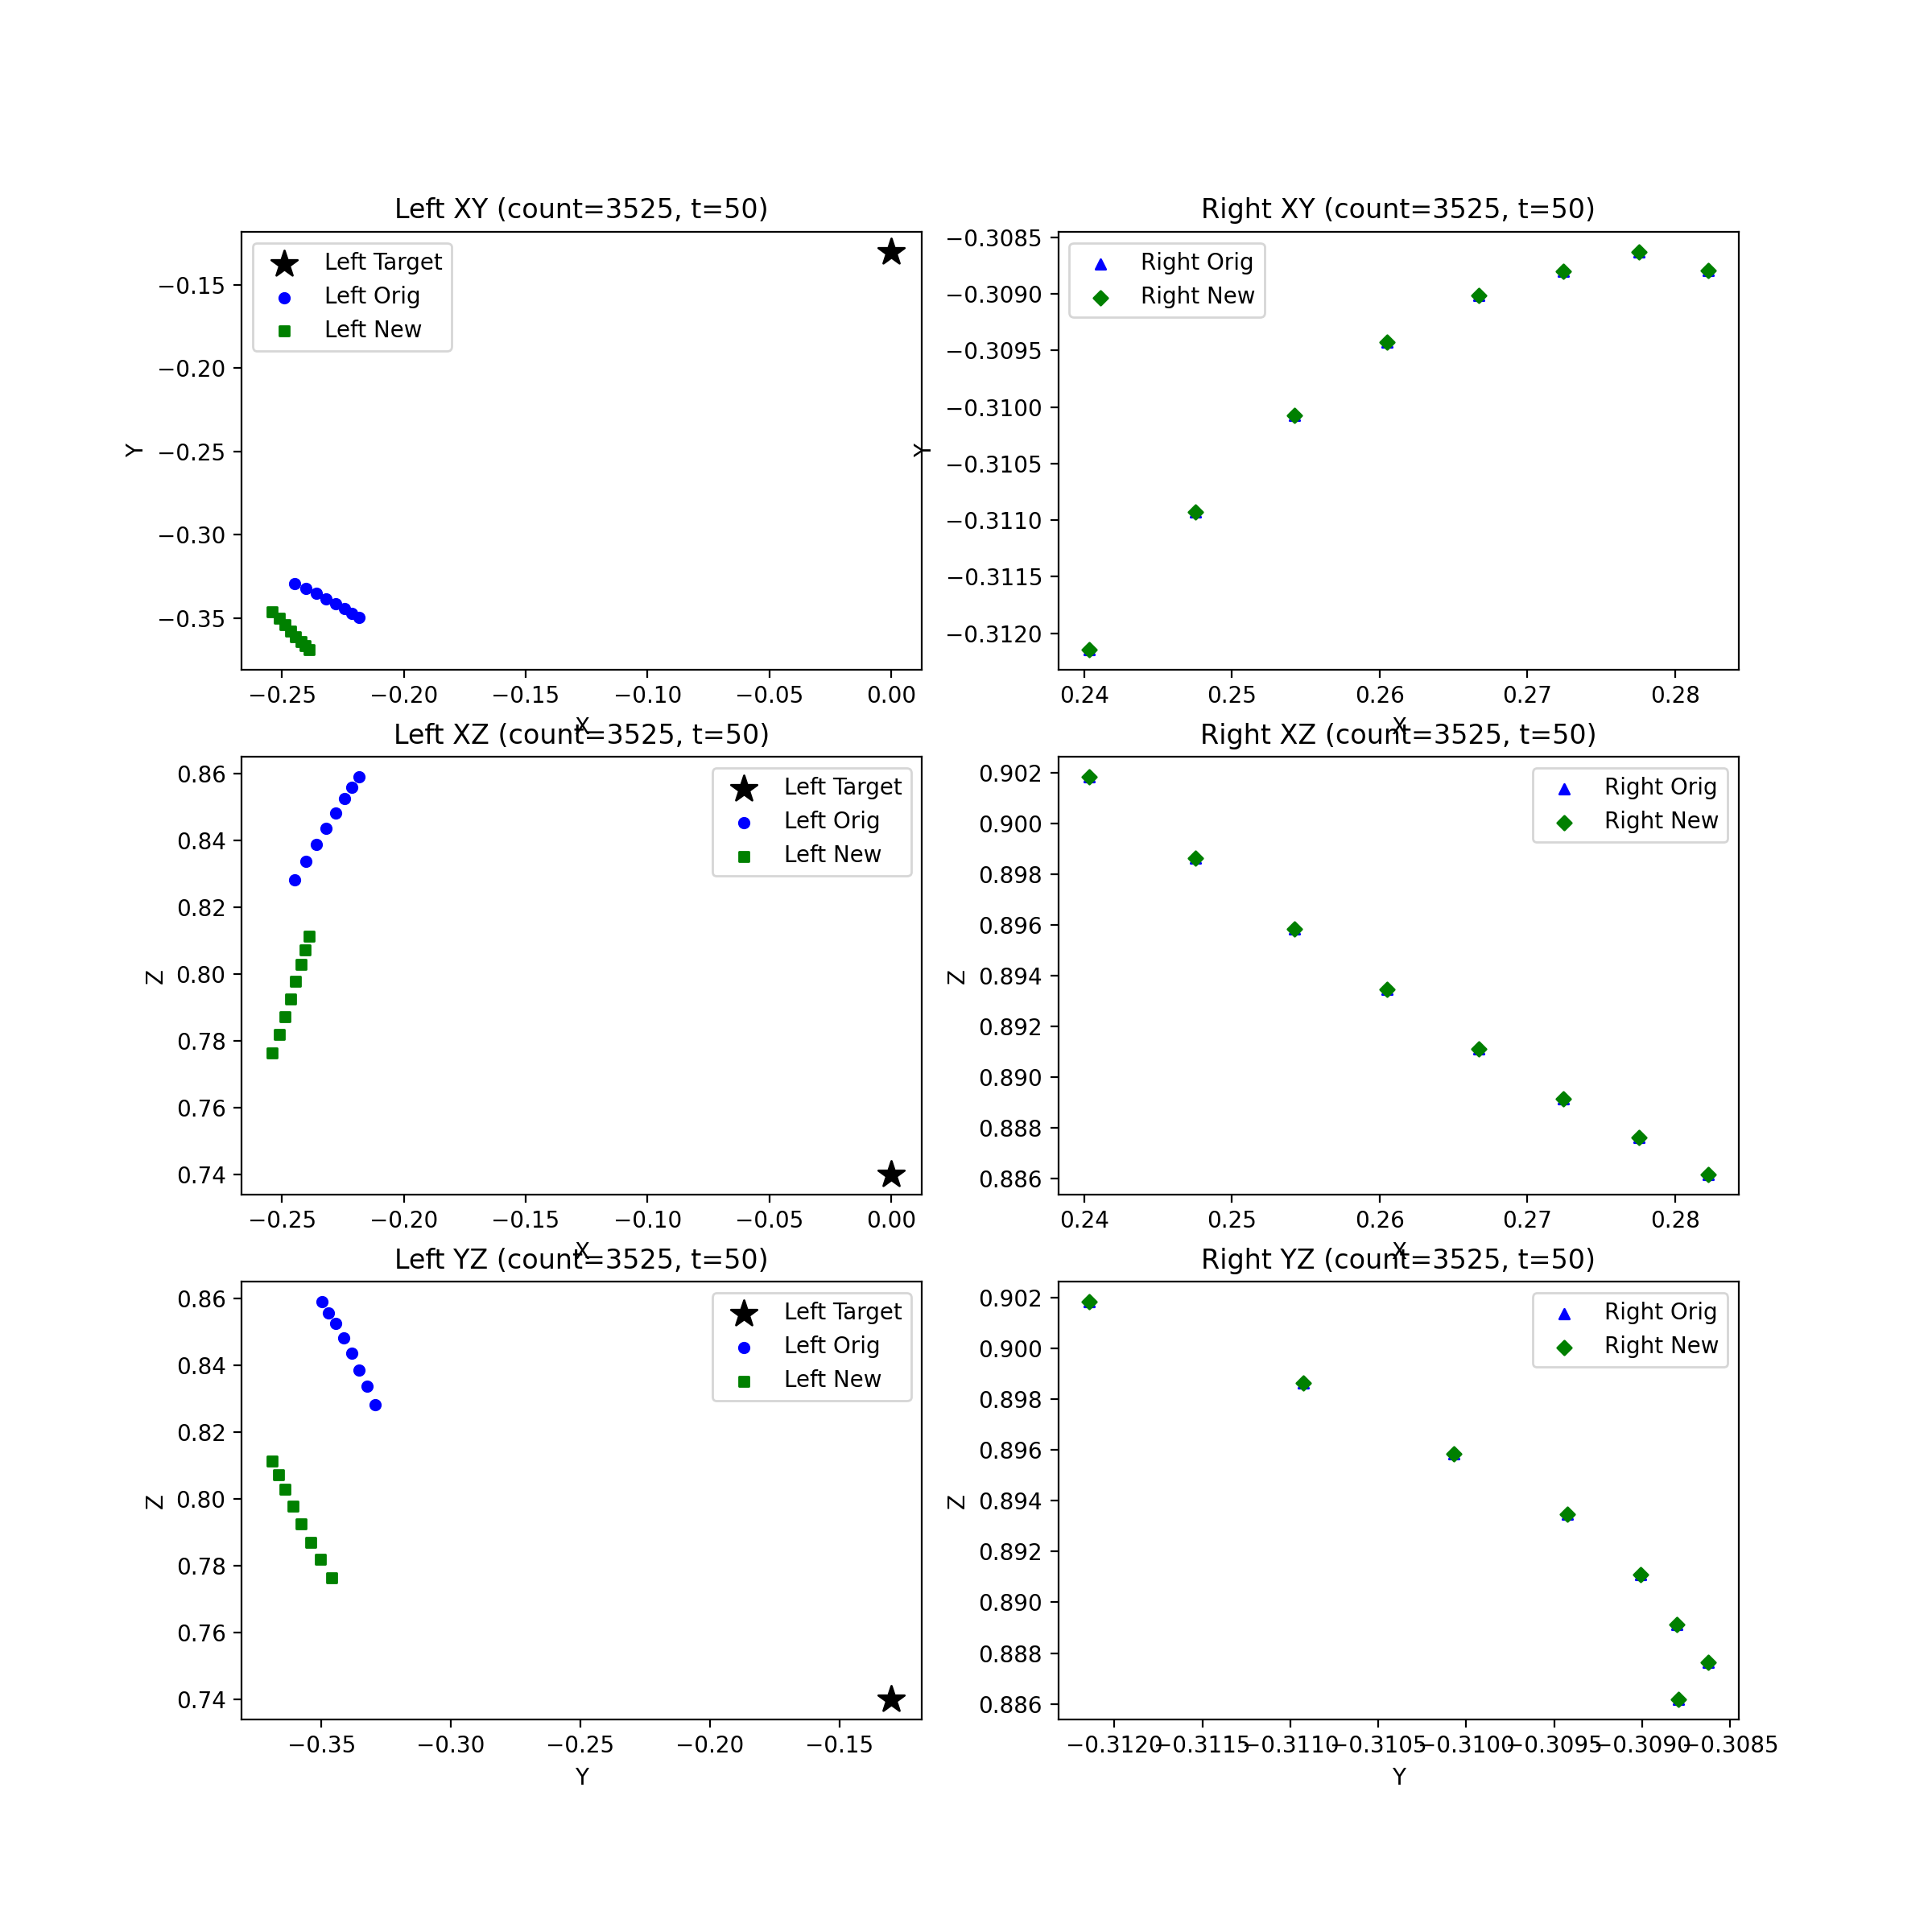 Left XY (count=3525, t=50)
Left Target
Left Orig
Left New
−0.15
−0.20
−0.25
−0.30
−0.35
Y
−0.25
−0.20
−0.15
−0.10
−0.05
0.00
X
Right XY (count=3525, t=50)
Right Orig
Right New
−0.3085
−0.3090
−0.3095
−0.3100
−0.3105
−0.3110
−0.3115
−0.3120
Y
0.24
0.25
0.26
0.27
0.28
X
Left XZ (count=3525, t=50)
Left Target
Left Orig
Left New
0.86
0.84
0.82
0.80
0.78
0.76
0.74
Z
−0.25
−0.20
−0.15
−0.10
−0.05
0.00
X
Right XZ (count=3525, t=50)
Right Orig
Right New
0.902
0.900
0.898
0.896
0.894
0.892
0.890
0.888
0.886
Z
0.24
0.25
0.26
0.27
0.28
X
Left YZ (count=3525, t=50)
Left Target
Left Orig
Left New
0.86
0.84
0.82
0.80
0.78
0.76
0.74
Z
−0.35
−0.30
−0.25
−0.20
−0.15
Y
Right YZ (count=3525, t=50)
Right Orig
Right New
0.902
0.900
0.898
0.896
0.894
0.892
0.890
0.888
0.886
Z
−0.3120
−0.3115
−0.3110
−0.3105
−0.3100
−0.3095
−0.3090
−0.3085
Y